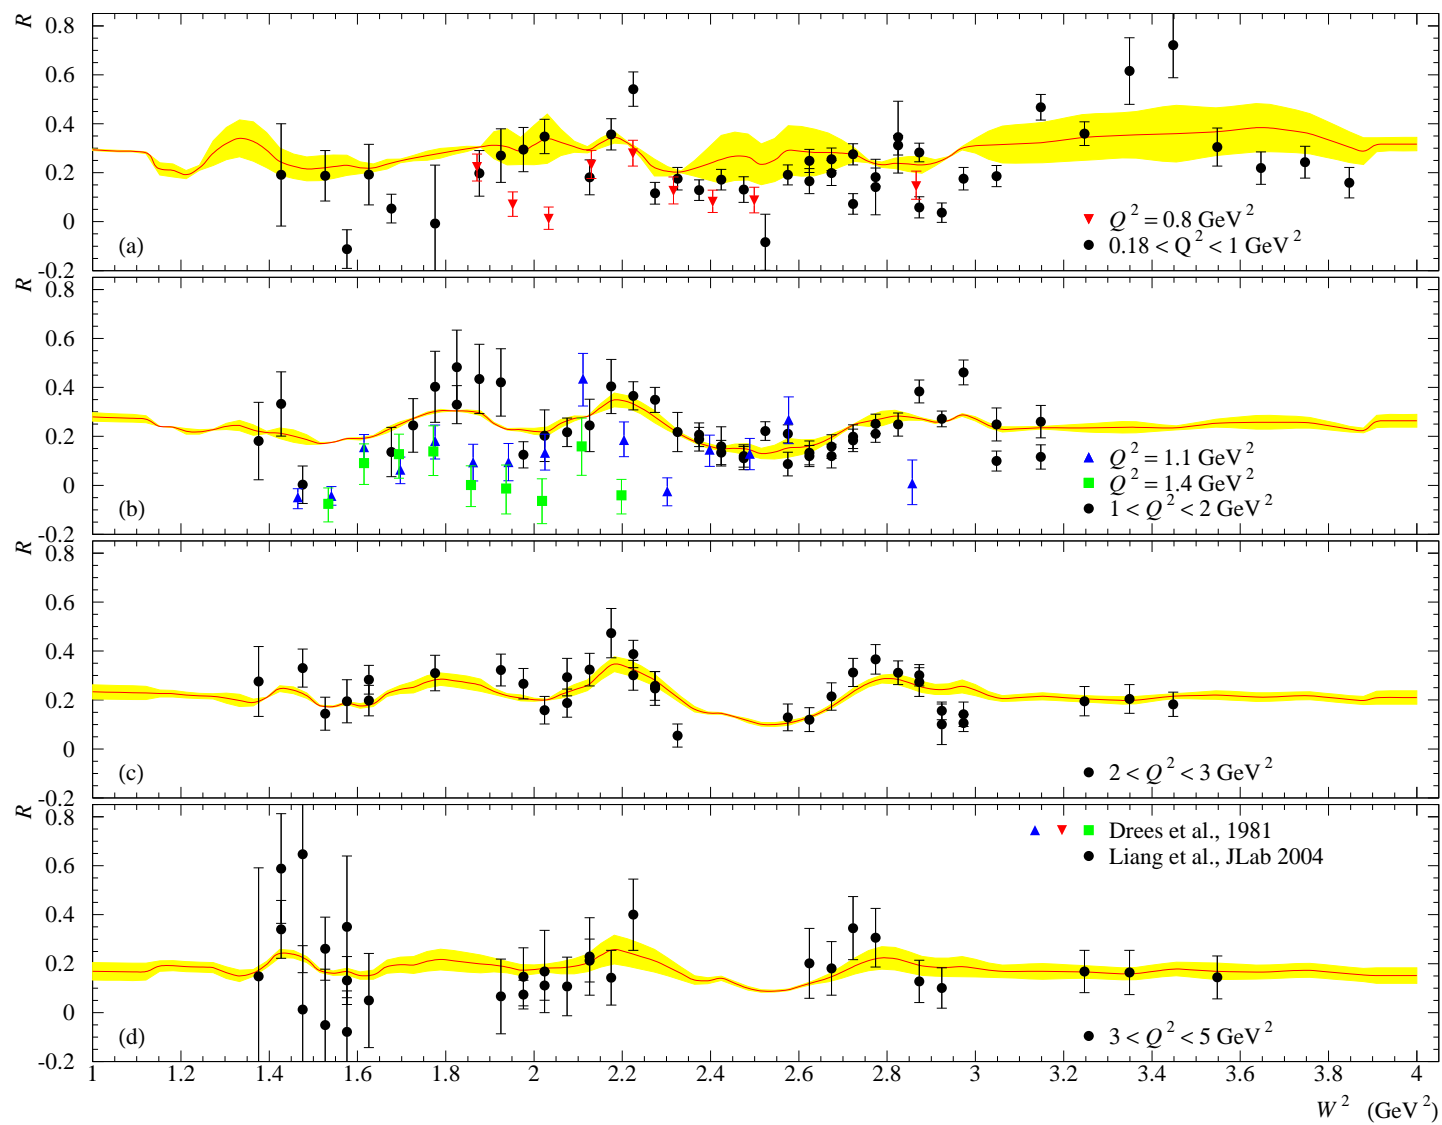 R
0.8
0.6
0.4
0.2
0
-0.2
(a)
Q² = 0.8 GeV²
0.18 < Q² < 1 GeV²
R
0.8
0.6
0.4
0.2
0
-0.2
(b)
Q² = 1.1 GeV²
Q² = 1.4 GeV²
1 < Q² < 2 GeV²
R
0.8
0.6
0.4
0.2
0
-0.2
(c)
2 < Q² < 3 GeV²
R
0.8
0.6
0.4
0.2
0
-0.2
(d)
Drees et al., 1981
Liang et al., JLab 2004
3 < Q² < 5 GeV²
1 1.2 1.4 1.6 1.8 2 2.2 2.4 2.6 2.8 3 3.2 3.4 3.6 3.8 4
W² (GeV²)